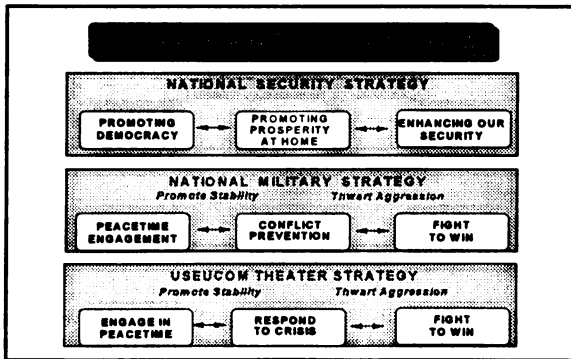 NATIONAL SECURITY STRATEGY
PROMOTING
DEMOCRACY
PROMOTING
PROSPERITY
AT HOME
ENHANCING OUR
SECURITY
NATIONAL MILITARY STRATEGY
Promote Stability
Thwart Aggression
PEACETIME
ENGAGEMENT
CONFLICT
PREVENTION
FIGHT
TO WIN
USEUCOM THEATER STRATEGY
Promote Stability
Thwart Aggression
ENGAGE IN
PEACETIME
RESPOND
TO CRISIS
FIGHT
TO WIN